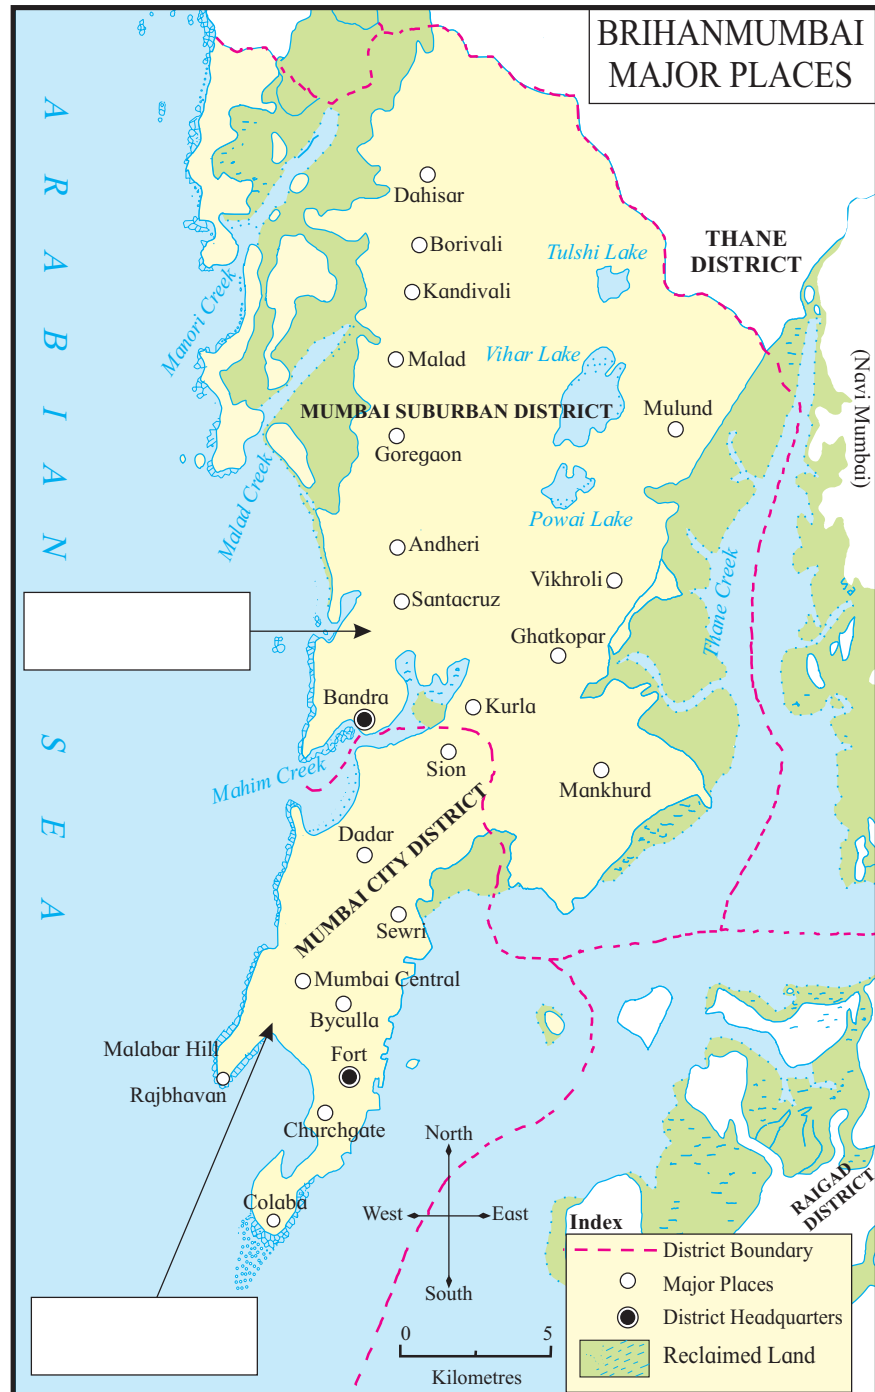 BRIHANMUMBAI
MAJOR PLACES
ARABIAN SEA
Dahisar
Borivali
Tulshi Lake
THANE
DISTRICT
Kandivali
Manori Creek
Malad
Vihar Lake
(Navi Mumbai)
MUMBAI SUBURBAN DISTRICT
Mulund
Goregaon
Malad Creek
Powai Lake
Andheri
Vikhroli
Thane Creek
Santacruz
Ghatkopar
Bandra
Kurla
Mahim Creek
Sion
Mankhurd
Dadar
MUMBAI CITY DISTRICT
Sewri
Mumbai Central
Byculla
Malabar Hill
Fort
Rajbhavan
Churchgate
North
RAIGAD
DISTRICT
Colaba
West
East
South
Index
District Boundary
Major Places
District Headquarters
Reclaimed Land
0 5
Kilometres